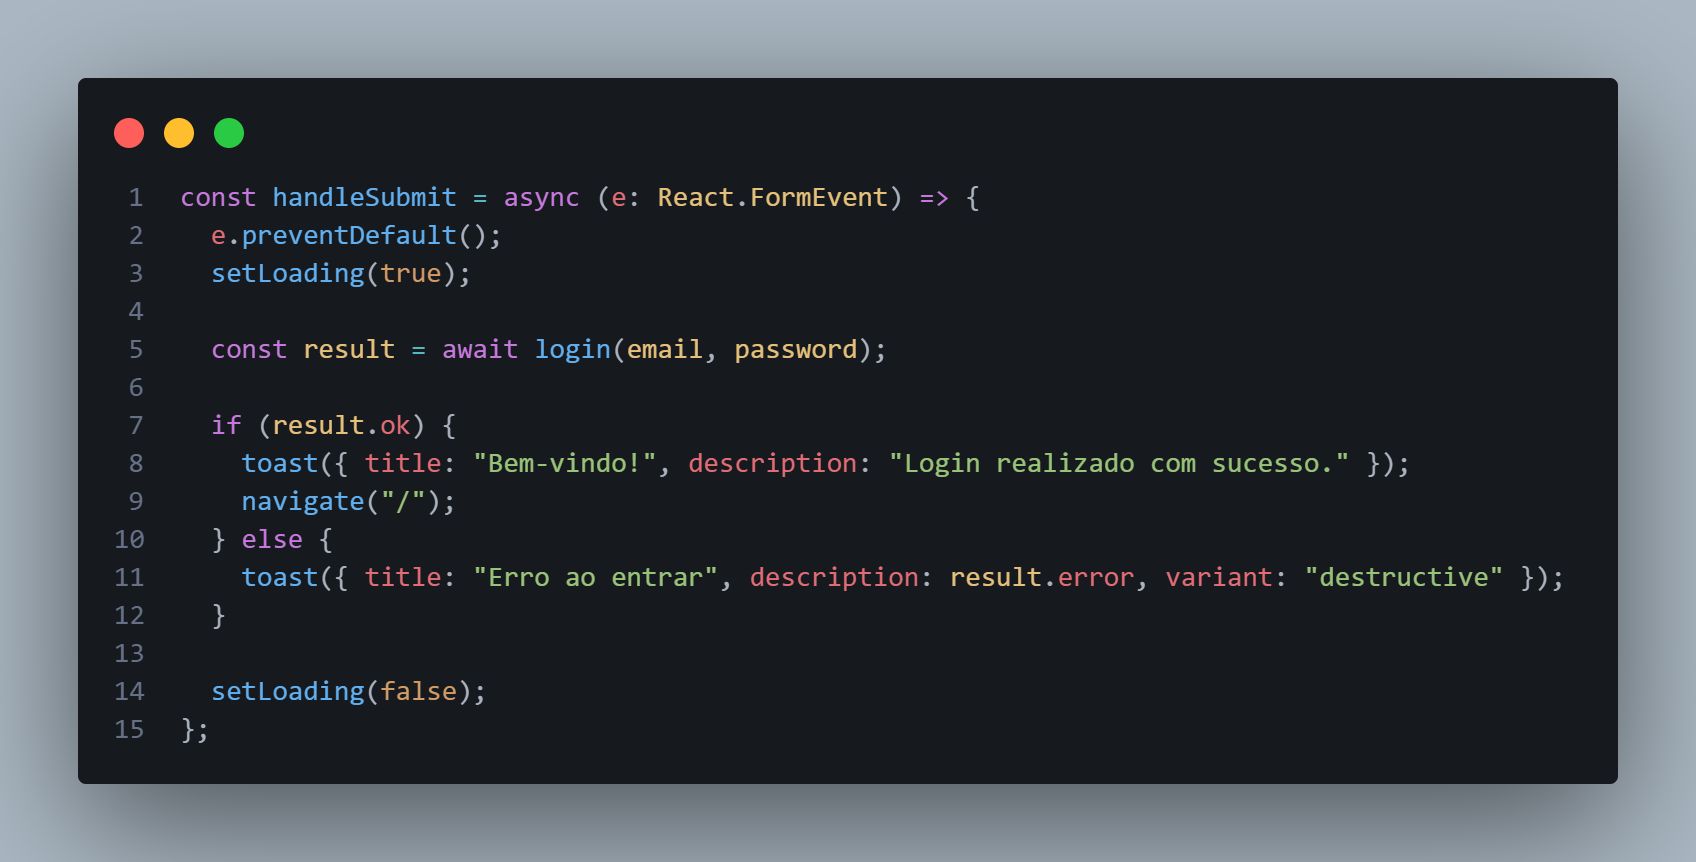 1 const handleSubmit = async (e: React.FormEvent) => {
2   e.preventDefault();
3   setLoading(true);
4
5   const result = await login(email, password);
6
7   if (result.ok) {
8     toast({ title: "Bem-vindo!", description: "Login realizado com sucesso." });
9     navigate("/");
10   } else {
11     toast({ title: "Erro ao entrar", description: result.error, variant: "destructive" });
12   }
13
14   setLoading(false);
15 };